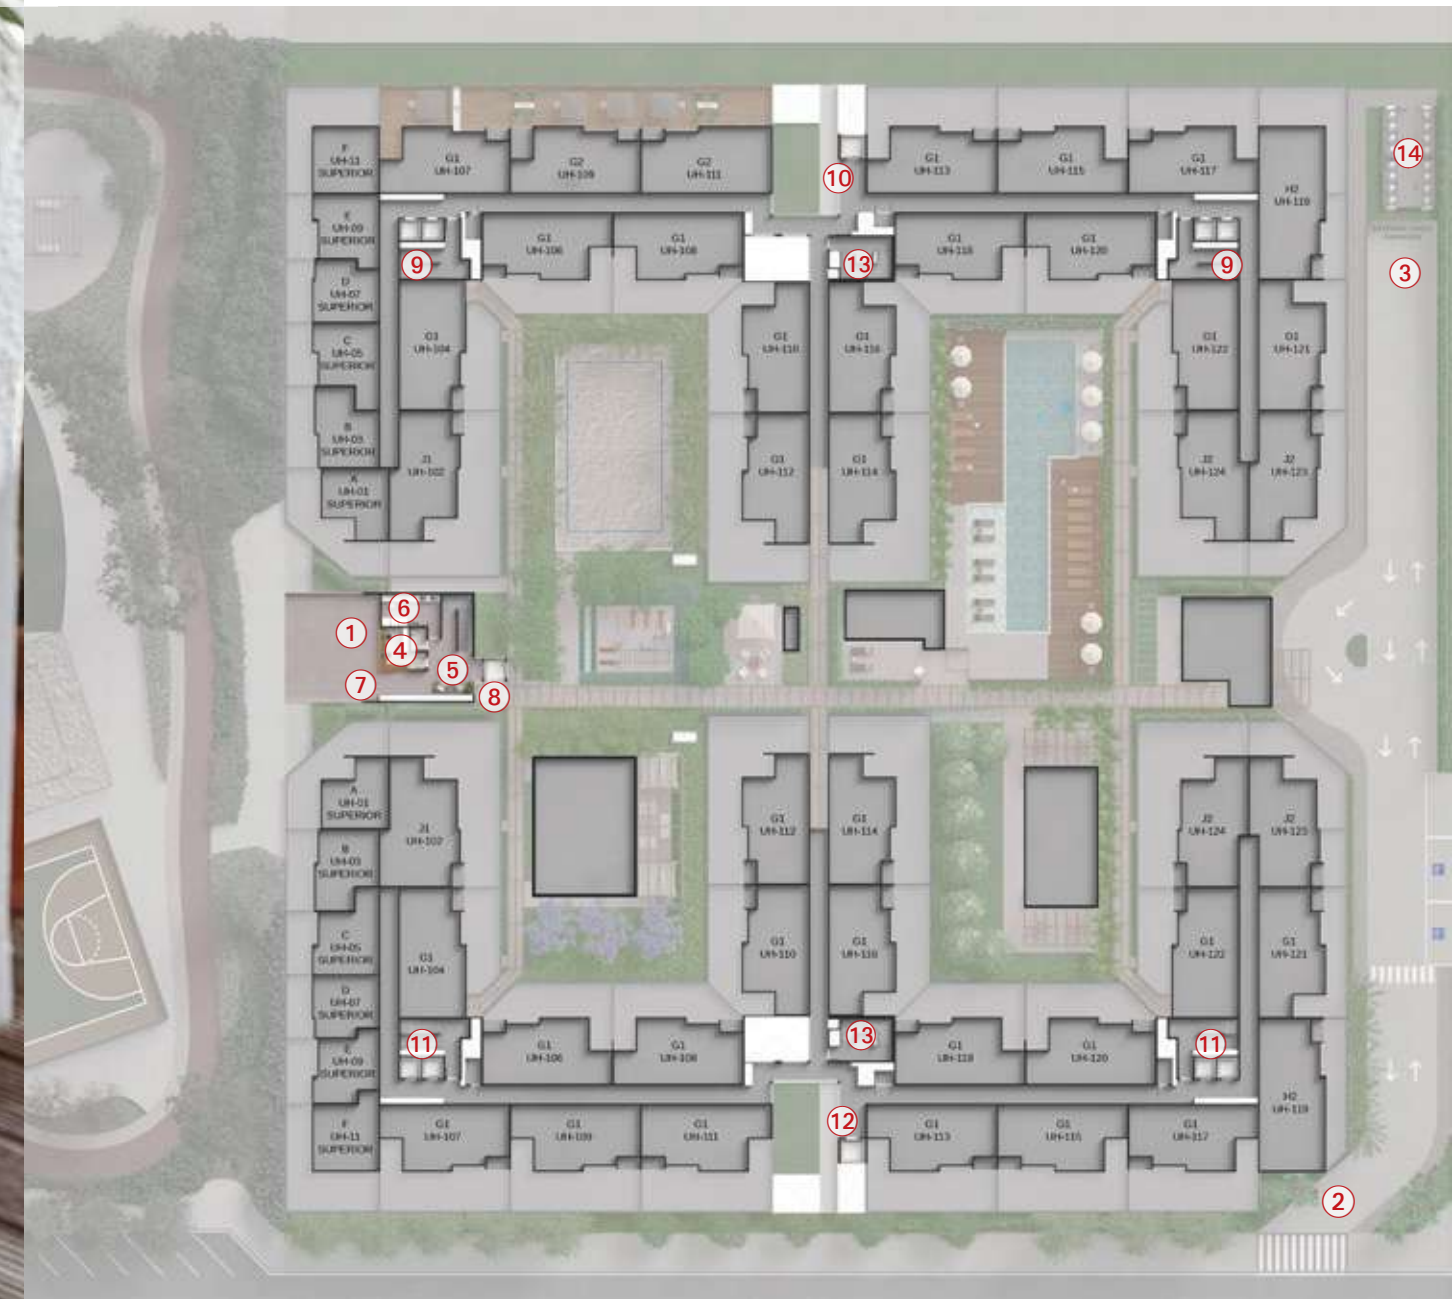 F
UH-11
SUPERIOR
G1
UH-107
G2
UH-109
G2
UH-111
10
G1
UH-113
G1
UH-115
G1
UH-117
H2
UH-119
14
E
UH-09
SUPERIOR
9
G1
UH-106
G1
UH-108
13
G1
UH-118
G1
UH-120
9
3
D
UH-07
SUPERIOR
C
UH-05
SUPERIOR
G1
UH-104
G1
UH-110
G1
UH-116
G1
UH-122
G1
UH-121
B
UH-03
SUPERIOR
J1
UH-102
G1
UH-112
G1
UH-114
J2
UH-124
J2
UH-123
A
UH-01
SUPERIOR
6
1
4
5
7
8
A
UH-01
SUPERIOR
J1
UH-102
G1
UH-112
G1
UH-114
J2
UH-124
J2
UH-123
B
UH-03
SUPERIOR
C
UH-05
SUPERIOR
G1
UH-104
G1
UH-110
G1
UH-116
G1
UH-122
G1
UH-121
D
UH-07
SUPERIOR
E
UH-09
SUPERIOR
11
G1
UH-106
G1
UH-108
13
G1
UH-118
G1
UH-120
11
H2
UH-119
F
UH-11
SUPERIOR
G1
UH-107
G1
UH-109
G1
UH-111
12
G1
UH-113
G1
UH-115
G1
UH-117
2